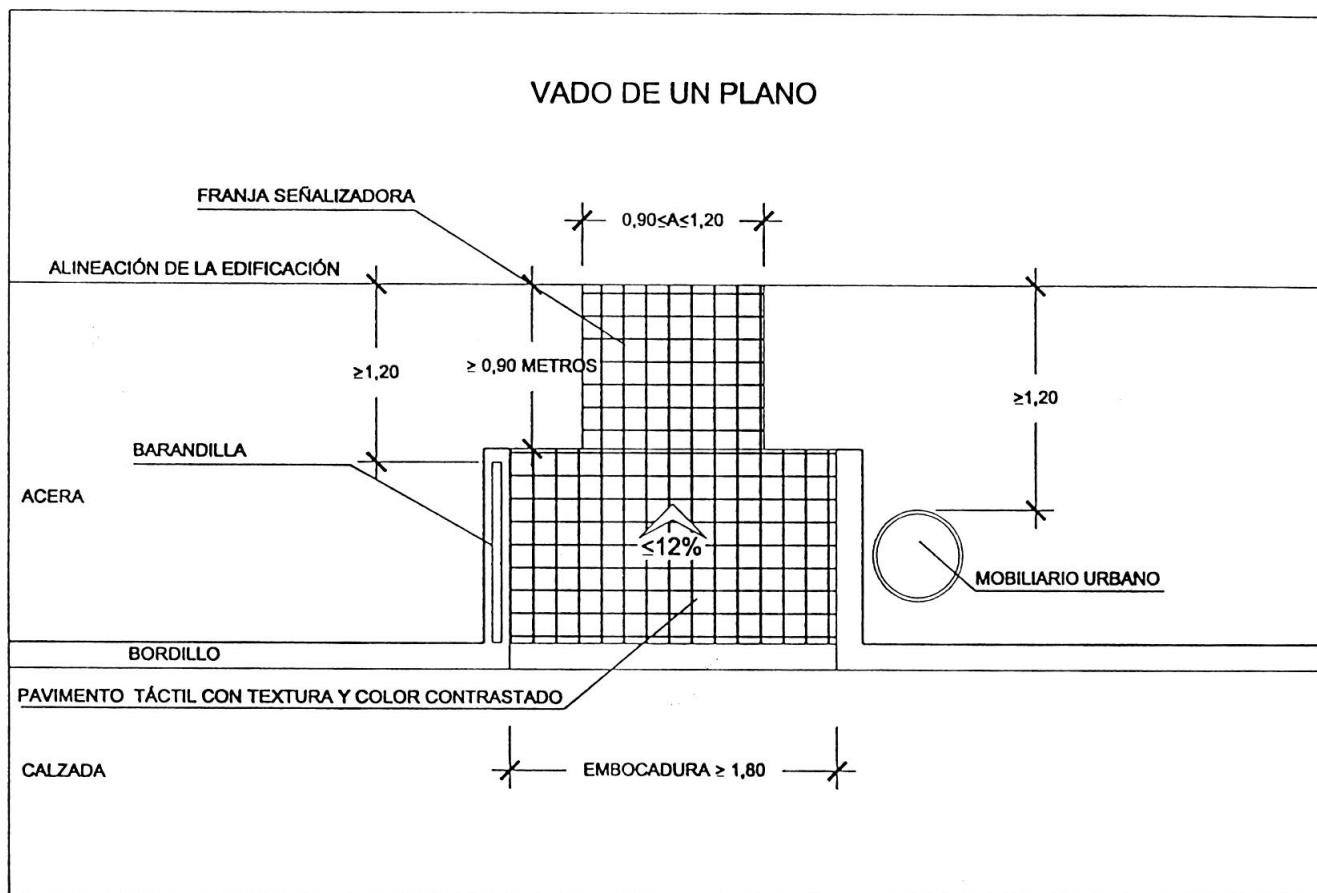 VADO DE UN PLANO
FRANJA SEÑALIZADORA
0,90≤A≤1,20
ALINEACIÓN DE LA EDIFICACIÓN
≥1,20
≥ 0,90 METROS
≥1,20
BARANDILLA
ACERA
≤12%
MOBILIARIO URBANO
BORDILLO
PAVIMENTO TÁCTIL CON TEXTURA Y COLOR CONTRASTADO
CALZADA
EMBOCADURA ≥ 1,80